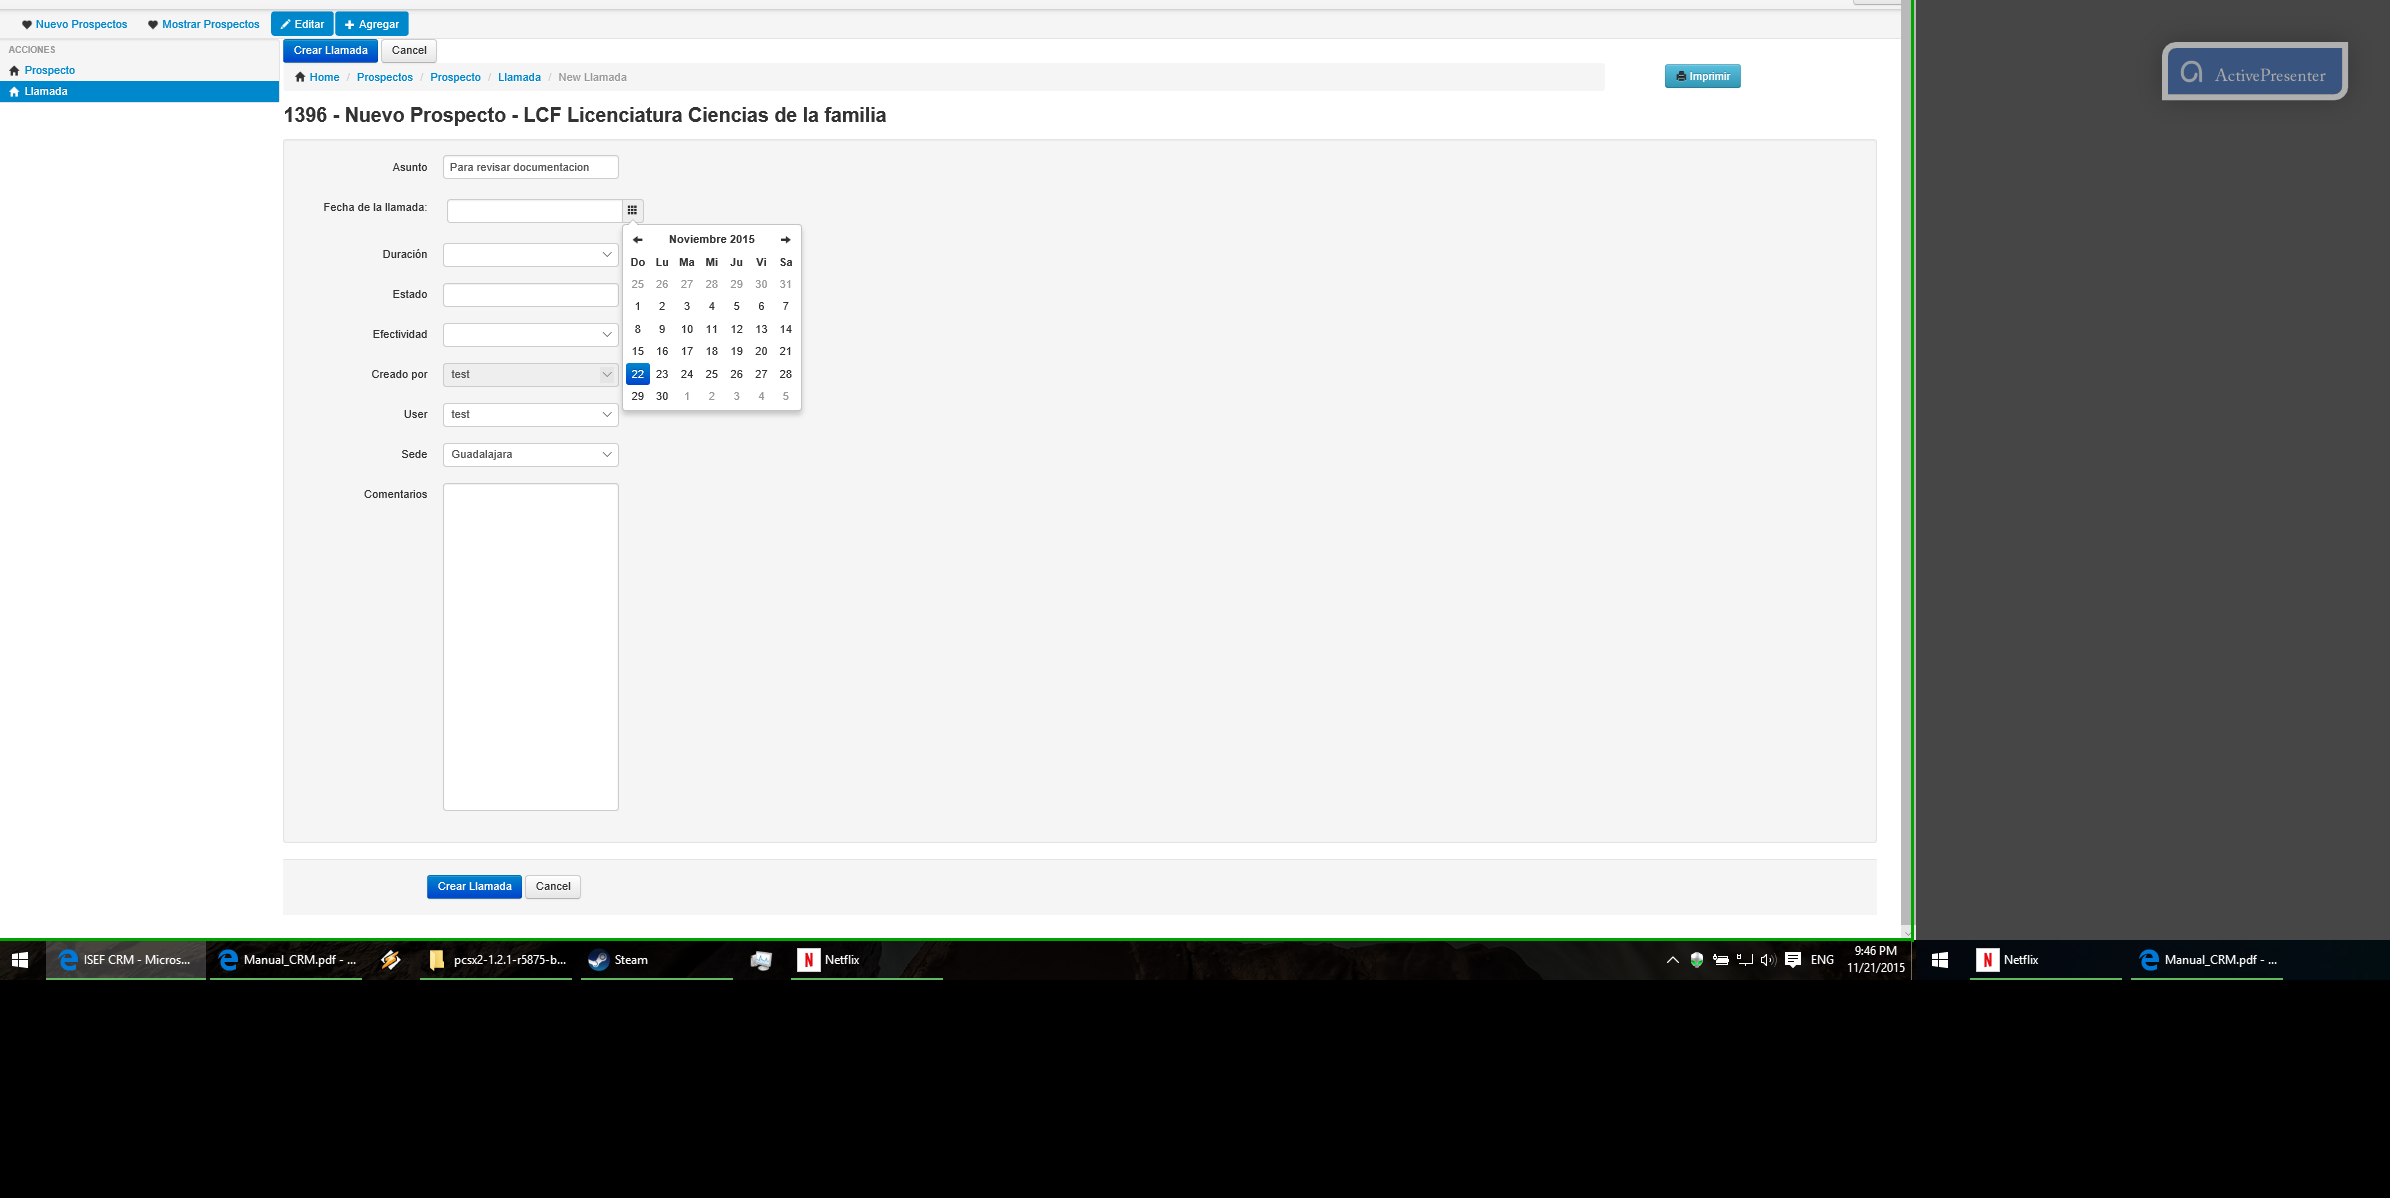 Nuevo Prospectos Mostrar Prospectos Editar Agregar
ACCIONES
Prospecto
Llamada
Crear Llamada Cancel
Home / Prospectos / Prospecto / Llamada / New Llamada
Imprimir
ActivePresenter
1396 - Nuevo Prospecto - LCF Licenciatura Ciencias de la familia
Asunto Para revisar documentacion
Fecha de la llamada:
Noviembre 2015
Do Lu Ma Mi Ju Vi Sa
25 26 27 28 29 30 31
1 2 3 4 5 6 7
8 9 10 11 12 13 14
15 16 17 18 19 20 21
22 23 24 25 26 27 28
29 30 1 2 3 4 5
Duración
Estado
Efectividad
Creado por test
User test
Sede Guadalajara
Comentarios
Crear Llamada Cancel
ISEF CRM - Micros... Manual_CRM.pdf - ... pcsx2-1.2.1-r5875-b... Steam N Netflix
ENG
9:46 PM
11/21/2015
N Netflix Manual_CRM.pdf - ...